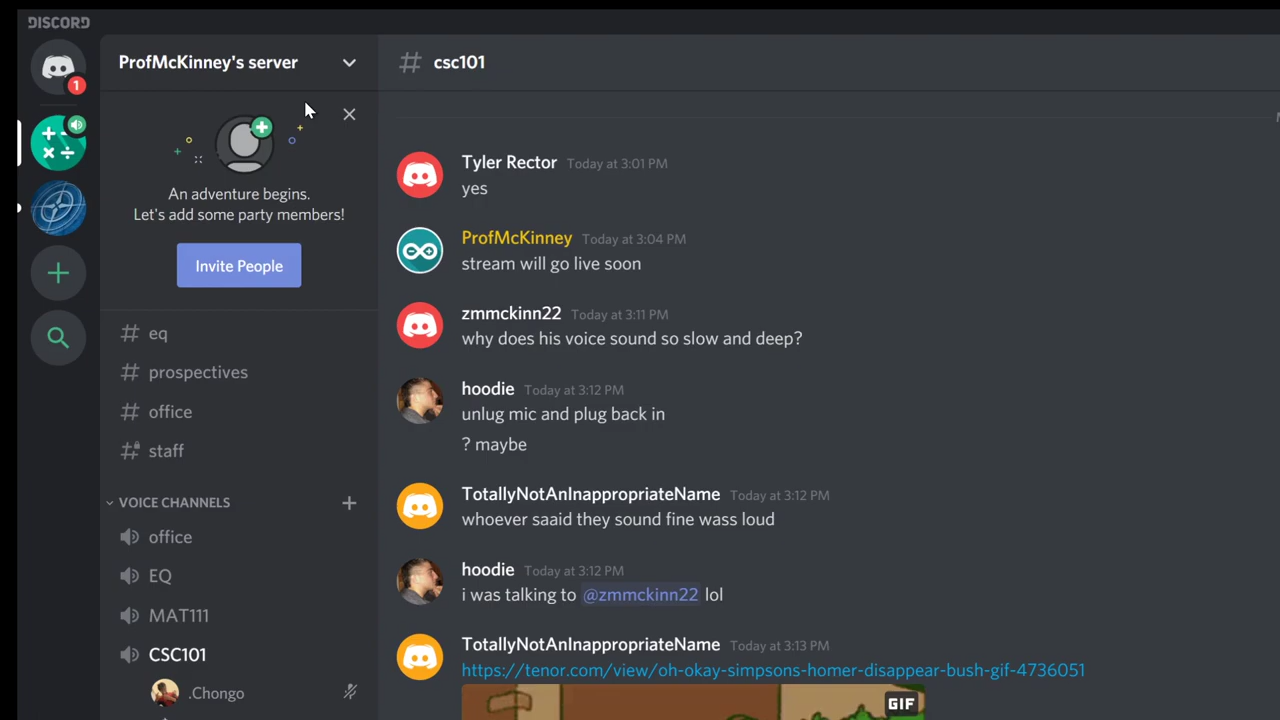 DISCORD
1
ProfMcKinney's server
An adventure begins.
Let's add some party members!
Invite People
# eq
# prospectives
# office
# staff
VOICE CHANNELS
office
EQ
MAT111
CSC101
.Chongo
# csc101
Tyler Rector Today at 3:01 PM
yes
ProfMcKinney Today at 3:04 PM
stream will go live soon
zmmckinn22 Today at 3:11 PM
why does his voice sound so slow and deep?
hoodie Today at 3:12 PM
unlug mic and plug back in
? maybe
TotallyNotAnInappropriateName Today at 3:12 PM
whoever saaid they sound fine wass loud
hoodie Today at 3:12 PM
i was talking to @zmmckinn22 lol
TotallyNotAnInappropriateName Today at 3:13 PM
https://tenor.com/view/oh-okay-simpsons-homer-disappear-bush-gif-4736051
GIF